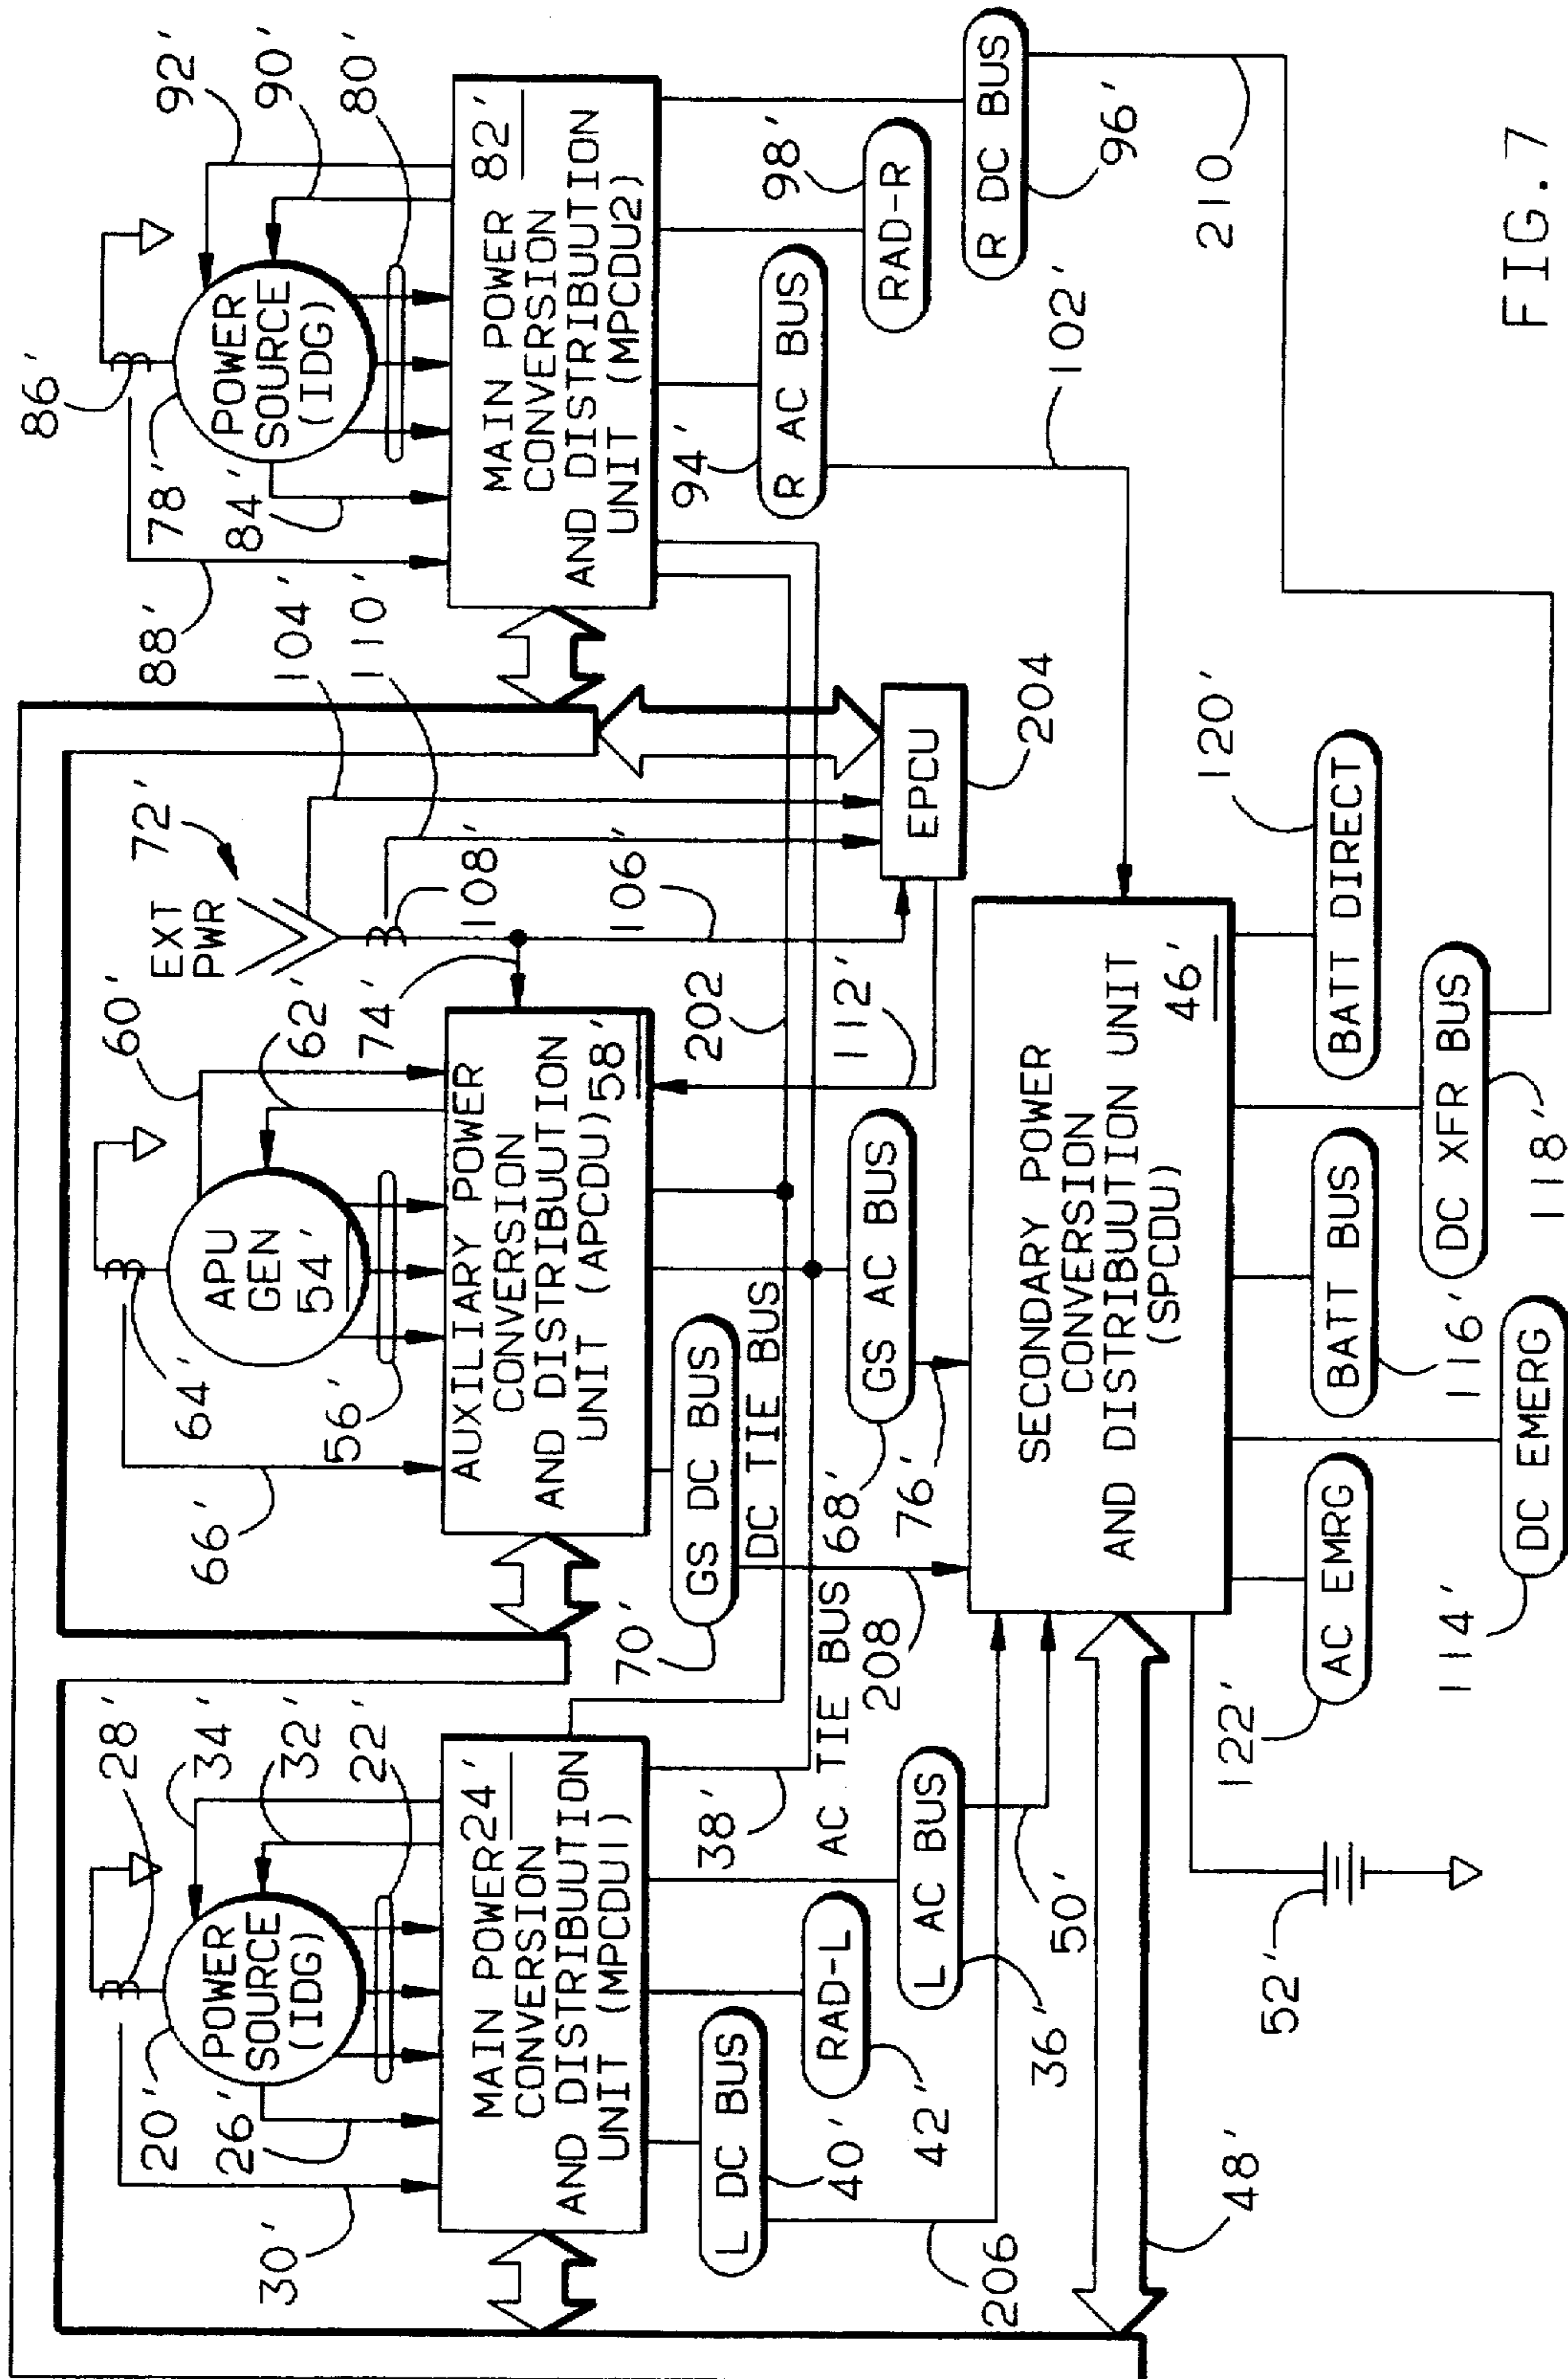 28'
34'
32'
22'
20'
26'
30'
POWER
SOURCE
(IDG)
MAIN POWER 24'
CONVERSION
AND DISTRIBUUTION
UNIT (MPCDU1)
L DC BUS
40'
RAD-L
42'
L AC BUS
36'
38'
50'
206
60'
62'
64'
66'
56'
APU
GEN
54'
AUXILIARY POWER
CONVERSION
AND DISTRIBUUTION
UNIT (APCDU) 58'
GS DC BUS
70'
DC TIE BUS
AC TIE BUS
GS AC BUS
68'
76'
208
202
112'
EXT
PWR
72'
74'
108'
106'
104'
110'
EPCU
204
86'
78'
84'
88'
92'
90'
80'
POWER
SOURCE
(IDG)
MAIN POWER 82'
CONVERSION
AND DISTRIBUUTION
UNIT (MPCDU2)
R AC BUS
94'
RAD-R
98'
R DC BUS
96'
102'
210
SECONDARY POWER
CONVERSION
AND DISTRIBUUTION UNIT
(SPCDU)
46'
48'
52'
AC EMRG
122'
DC EMERG
114'
BATT BUS
116'
DC XFR BUS
118'
BATT DIRECT
120'
FIG.7